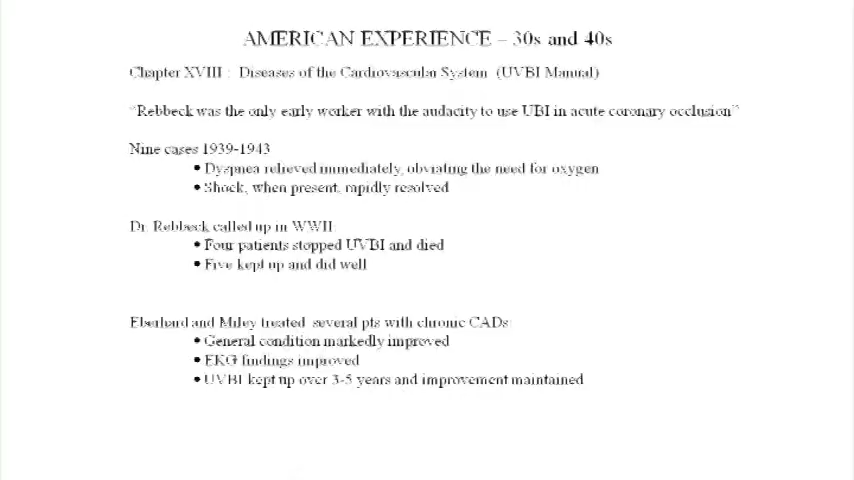 AMERICAN EXPERIENCE – 30s and 40s
Chapter XVIII : Diseases of the Cardiovascular System (UVBI Manual)
“Rebbeck was the only early worker with the audacity to use UBI in acute coronary occlusion”
Nine cases 1939-1943
• Dyspnea relieved immediately, obviating the need for oxygen
• Shock, when present, rapidly resolved
Dr. Rebbeck called up in WWII
• Four patients stopped UVBI and died
• Five kept up and did well
Eberhard and Miley treated several pts with chronic CADs
• General condition markedly improved
• EKG findings improved
• UVBI kept up over 3-5 years and improvement maintained